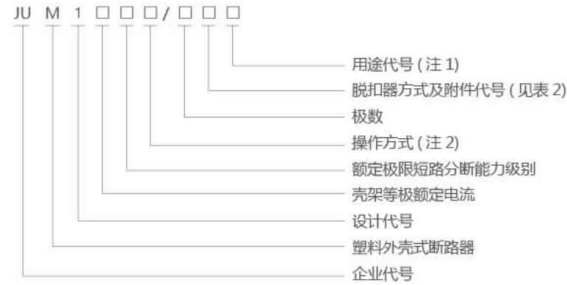 JU M 1 □ □ □ / □ □ □
用途代号 ( 注 1)
脱扣器方式及附件代号 ( 见表 2)
极数
操作方式 ( 注 2)
额定极限短路分断能力级别
壳架等极额定电流
设计代号
塑料外壳式断路器
企业代号